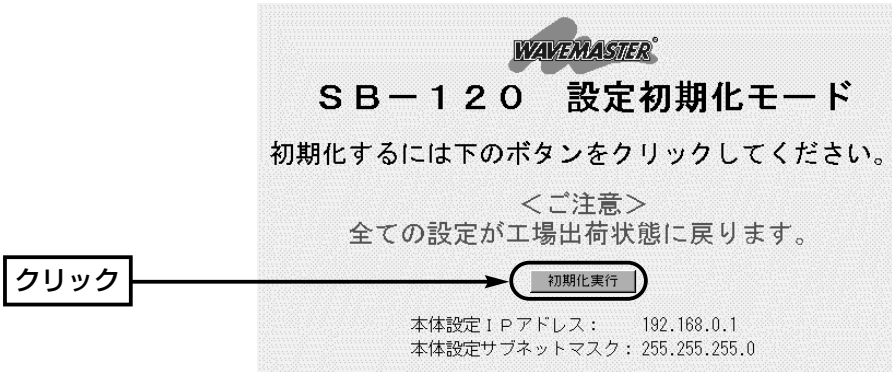 WAVEMASTER®
ＳＢ－１２０　設定初期化モード
初期化するには下のボタンをクリックしてください。
＜ご注意＞
全ての設定が工場出荷状態に戻ります。
クリック
初期化実行
本体設定ＩＰアドレス：　192.168.0.1
本体設定サブネットマスク：255.255.255.0